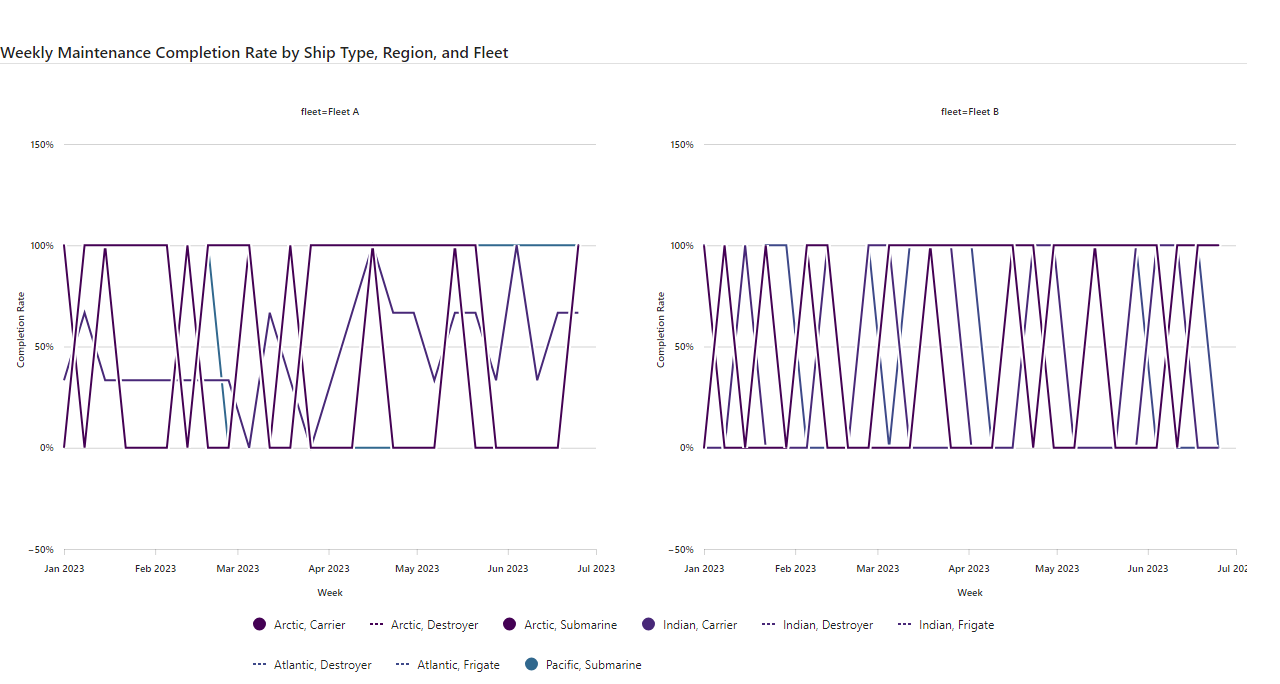 Weekly Maintenance Completion Rate by Ship Type, Region, and Fleet
fleet=Fleet A
fleet=Fleet B
150%
100%
50%
0%
−50%
Completion Rate
Jan 2023 Feb 2023 Mar 2023 Apr 2023 May 2023 Jun 2023 Jul 2023
Week
150%
100%
50%
0%
−50%
Completion Rate
Jan 2023 Feb 2023 Mar 2023 Apr 2023 May 2023 Jun 2023 Jul 202
Week
Arctic, Carrier Arctic, Destroyer Arctic, Submarine Indian, Carrier Indian, Destroyer Indian, Frigate
Atlantic, Destroyer Atlantic, Frigate Pacific, Submarine